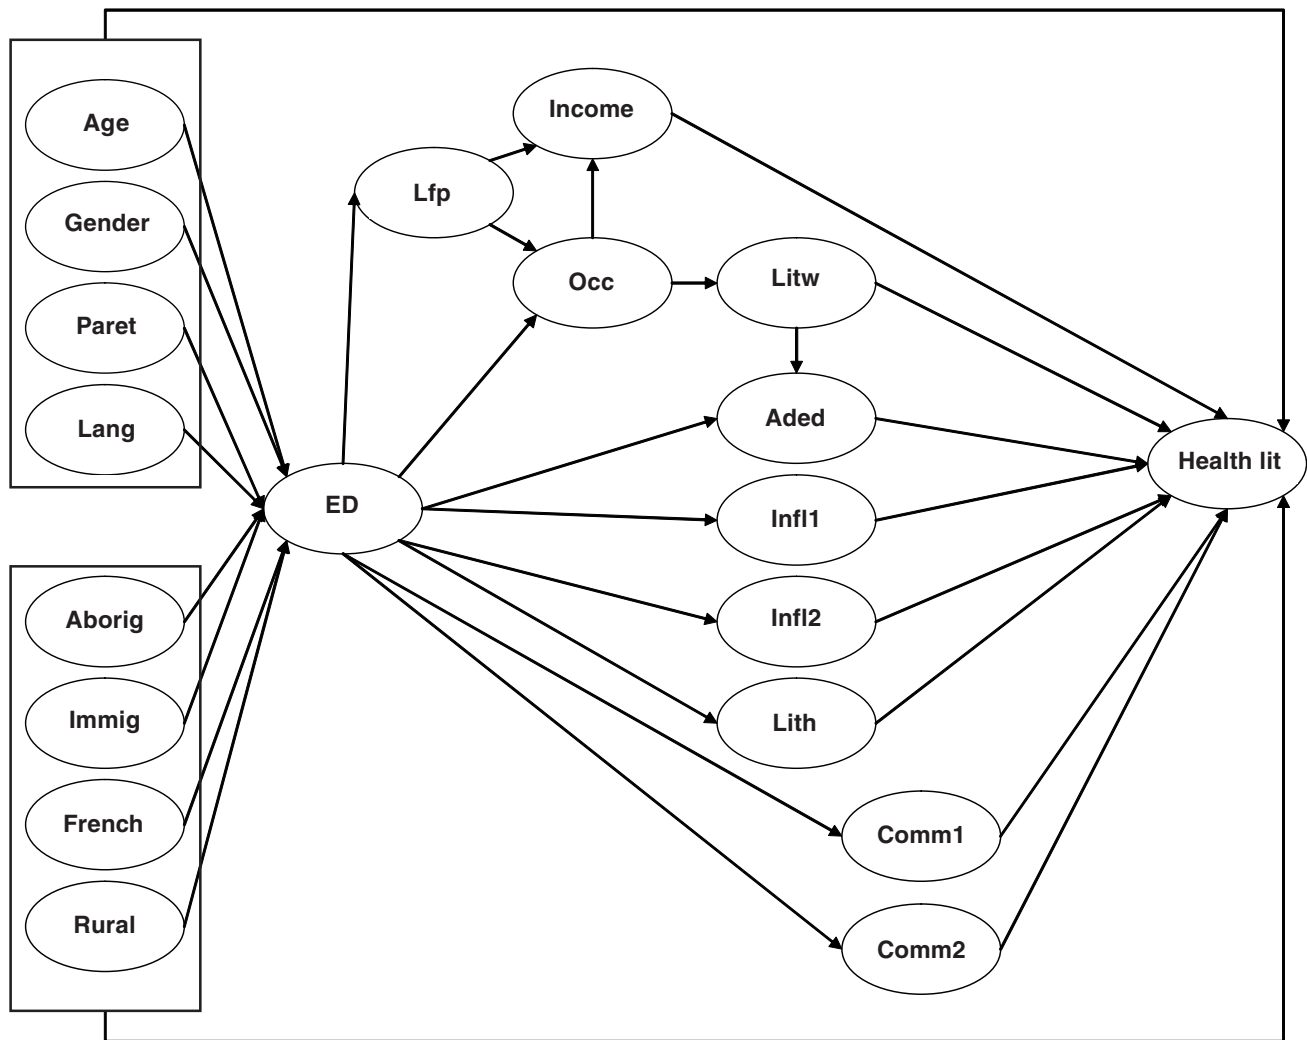 Age
Gender
Paret
Lang
Aborig
Immig
French
Rural
ED
Lfp
Income
Occ
Litw
Aded
Infl1
Infl2
Lith
Comm1
Comm2
Health lit